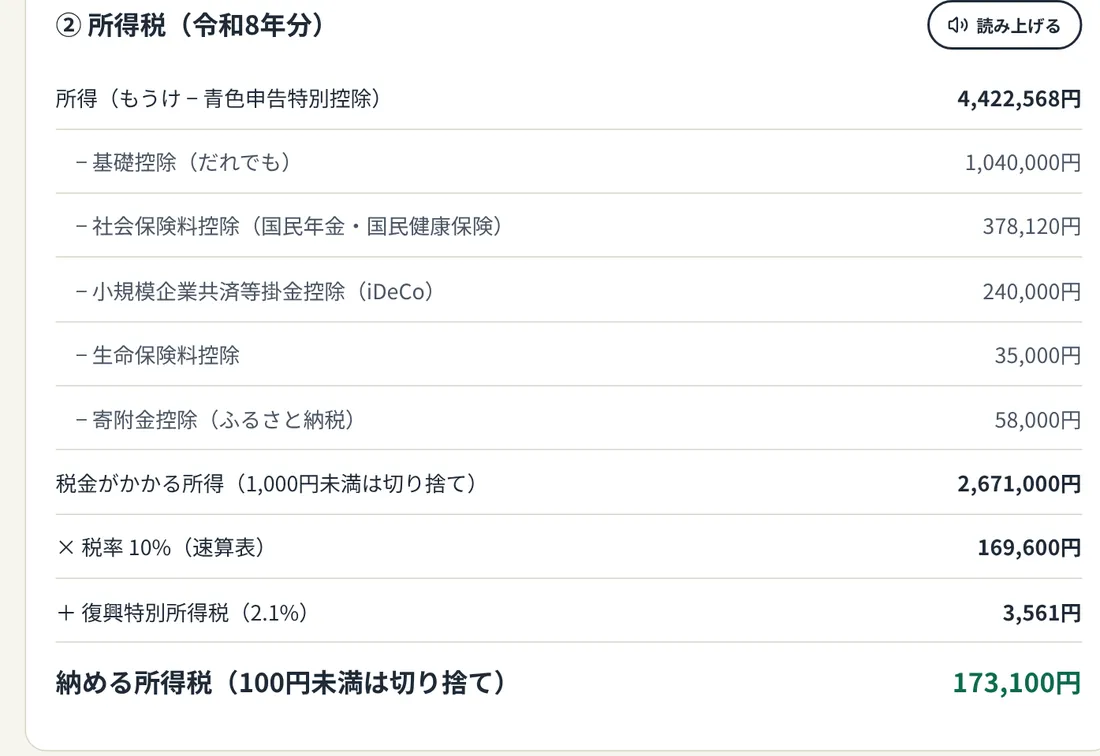 ② 所得税（令和8年分）
読み上げる
所得（もうけ − 青色申告特別控除） 4,422,568円
− 基礎控除（だれでも） 1,040,000円
− 社会保険料控除（国民年金・国民健康保険） 378,120円
− 小規模企業共済等掛金控除（iDeCo） 240,000円
− 生命保険料控除 35,000円
− 寄附金控除（ふるさと納税） 58,000円
税金がかかる所得（1,000円未満は切り捨て） 2,671,000円
× 税率 10%（速算表） 169,600円
＋ 復興特別所得税（2.1%） 3,561円
納める所得税（100円未満は切り捨て） 173,100円